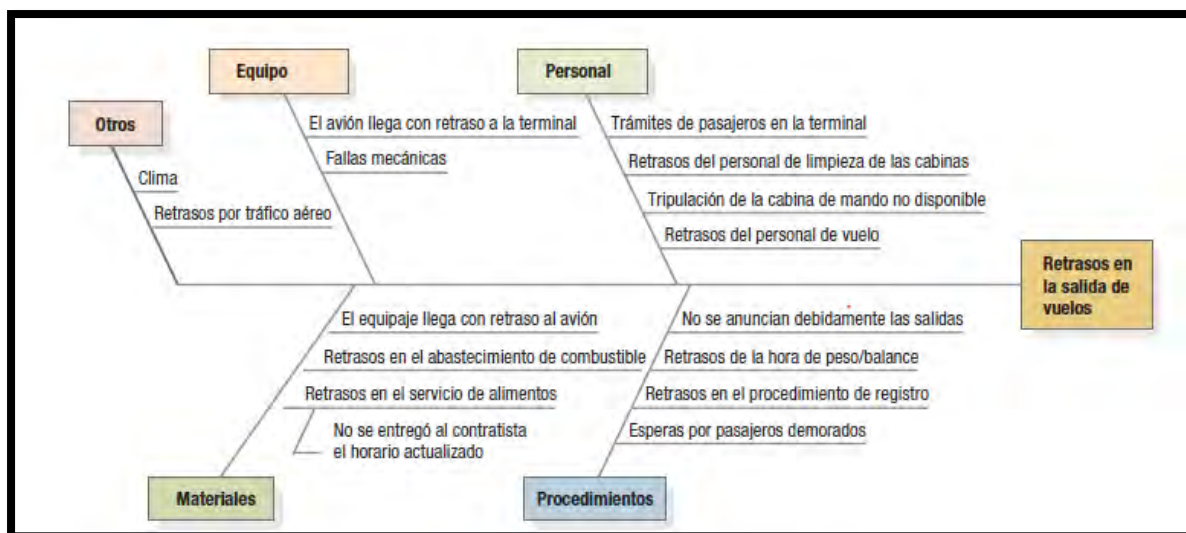 Equipo
Personal
Otros
El avión llega con retraso a la terminal
Trámites de pasajeros en la terminal
Fallas mecánicas
Retrasos del personal de limpieza de las cabinas
Clima
Tripulación de la cabina de mando no disponible
Retrasos por tráfico aéreo
Retrasos del personal de vuelo
Retrasos en
la salida de
vuelos
El equipaje llega con retraso al avión
No se anuncian debidamente las salidas
Retrasos en el abastecimiento de combustible
Retrasos de la hora de peso/balance
Retrasos en el servicio de alimentos
Retrasos en el procedimiento de registro
No se entregó al contratista
el horario actualizado
Esperas por pasajeros demorados
Materiales
Procedimientos